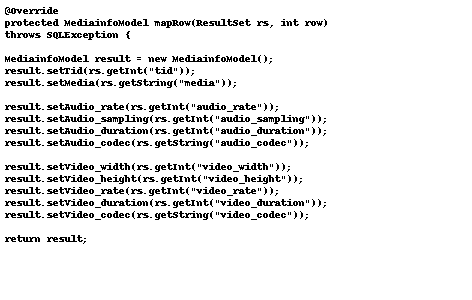 @Override
protected MediainfoModel mapRow(ResultSet rs, int row)
throws SQLException {
MediainfoModel result = new MediainfoModel();
result.setTid(rs.getInt("tid"));
result.setMedia(rs.getString("media"));
result.setAudio_rate(rs.getInt("audio_rate"));
result.setAudio_sampling(rs.getInt("audio_sampling"));
result.setAudio_duration(rs.getInt("audio_duration"));
result.setAudio_codec(rs.getString("audio_codec"));
result.setVideo_width(rs.getInt("video_width"));
result.setVideo_height(rs.getInt("video_height"));
result.setVideo_rate(rs.getInt("video_rate"));
result.setVideo_duration(rs.getInt("video_duration"));
result.setVideo_codec(rs.getString("video_codec"));
return result;